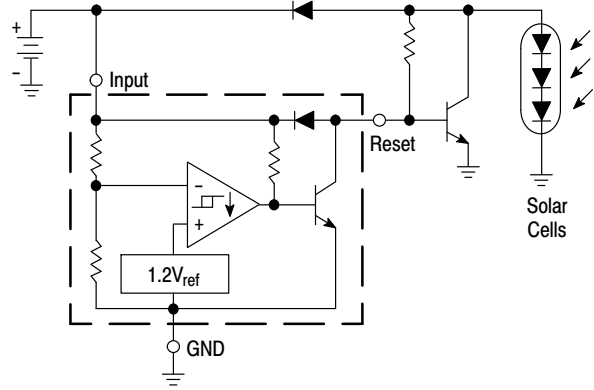 +
−
Input
Reset
−
+
1.2Vref
Solar
Cells
GND